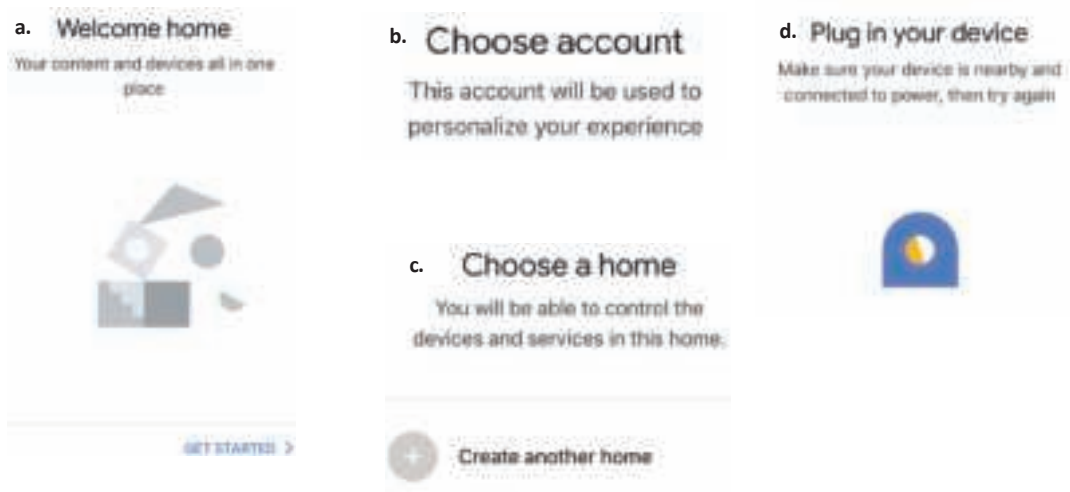 a. Welcome home
Your content and devices all in one
place
GET STARTED >
b. Choose account
This account will be used to
personalize your experience
c. Choose a home
You will be able to control the
devices and services in this home.
Create another home
d. Plug in your device
Make sure your device is nearby and
connected to power, then try again